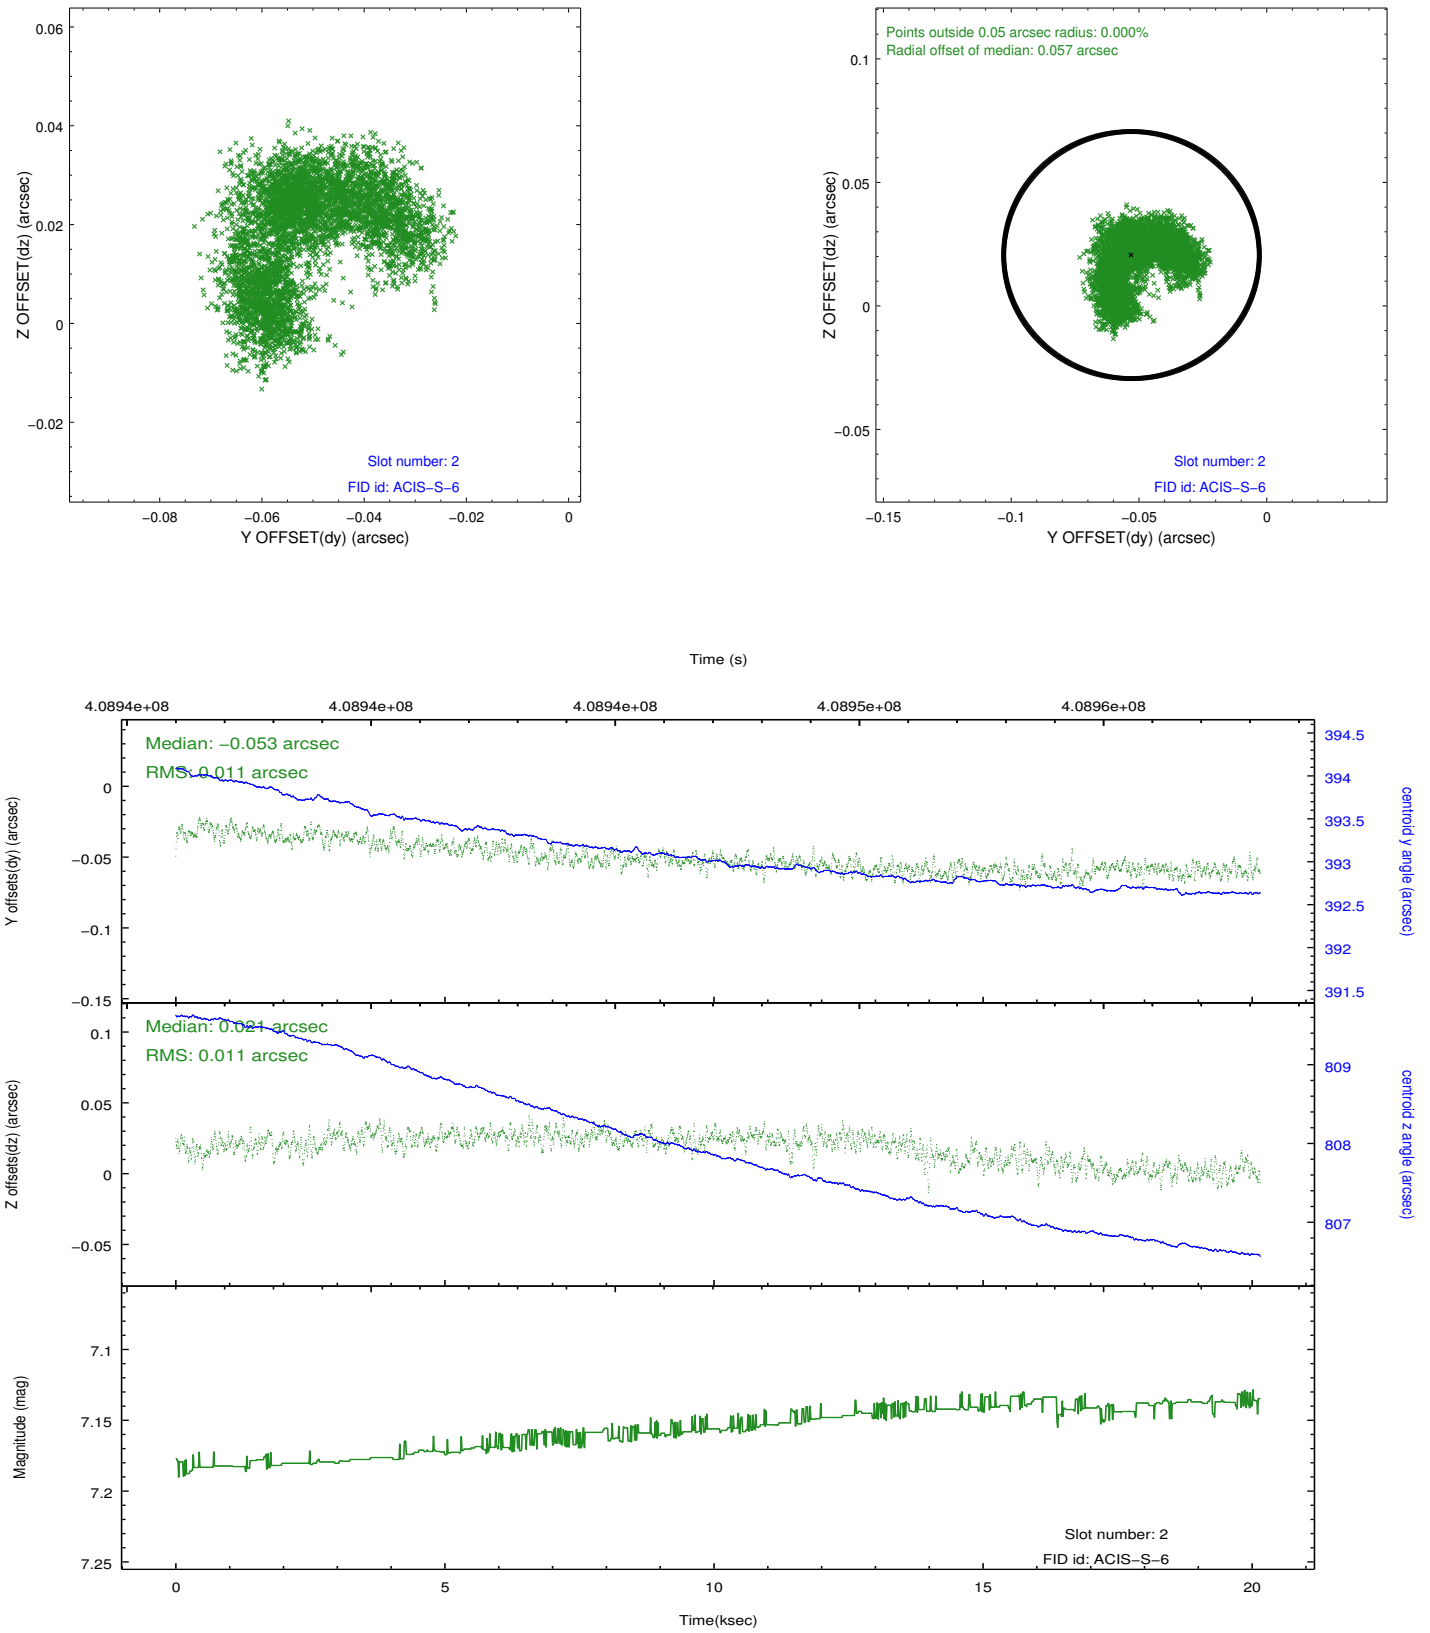 0.06
0.04
0.02
0
−0.02
Z OFFSET(dz) (arcsec)
Slot number: 2
FID id: ACIS−S−6
−0.08
−0.06
−0.04
−0.02
0
Y OFFSET(dy) (arcsec)
Points outside 0.05 arcsec radius: 0.000%
Radial offset of median: 0.057 arcsec
0.1
0.05
0
−0.05
Z OFFSET(dz) (arcsec)
Slot number: 2
FID id: ACIS−S−6
−0.15
−0.1
−0.05
0
Y OFFSET(dy) (arcsec)
Time (s)
4.0894e+08
4.0894e+08
4.0894e+08
4.0895e+08
4.0896e+08
Median: −0.053 arcsec
RMS: 0.011 arcsec
0
−0.05
−0.1
−0.15
Y offsets(dy) (arcsec)
394.5
394
393.5
393
392.5
392
391.5
centroid y angle (arcsec)
Median: 0.021 arcsec
RMS: 0.011 arcsec
0.1
0.05
0
−0.05
Z offsets(dz) (arcsec)
809
808
807
centroid z angle (arcsec)
7.1
7.15
7.2
7.25
Magnitude (mag)
Slot number: 2
FID id: ACIS−S−6
0
5
10
15
20
Time(ksec)